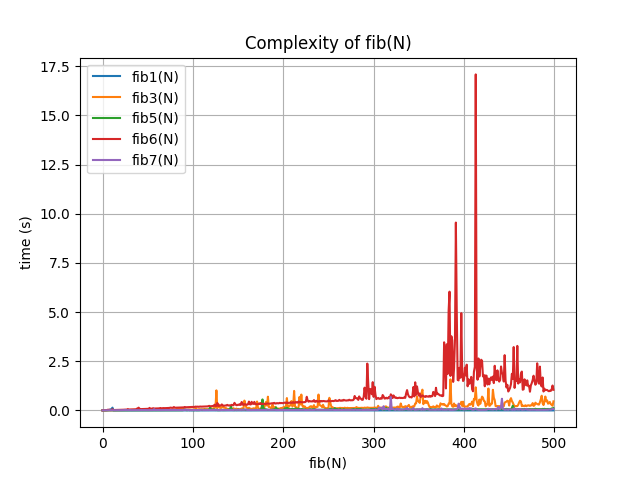 Complexity of fib(N)
17.5
15.0
12.5
10.0
7.5
5.0
2.5
0.0
time (s)
fib1(N)
fib3(N)
fib5(N)
fib6(N)
fib7(N)
0
100
200
300
400
500
fib(N)